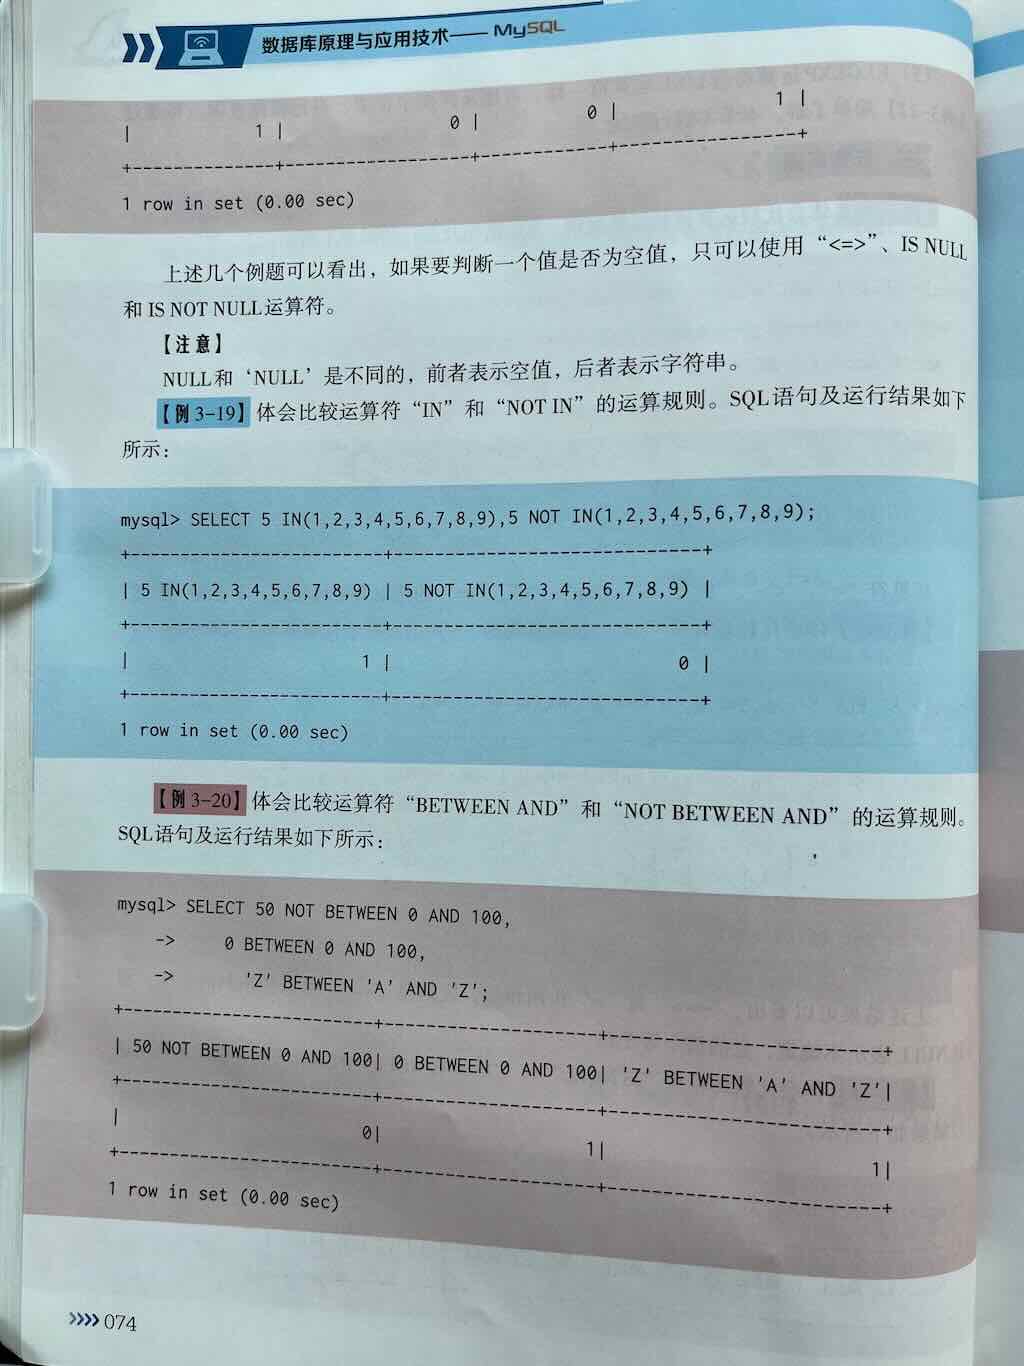 数据库原理与应用技术—— MySQL
|             1 |                 0 |             0 |                 1 |
+---------------+-------------------+---------------+-------------------+
1 row in set (0.00 sec)
上述几个例题可以看出，如果要判断一个值是否为空值，只可以使用“<=>”、IS NULL
和 IS NOT NULL运算符。
【注意】
NULL和‘NULL’是不同的，前者表示空值，后者表示字符串。
【例 3-19】体会比较运算符“IN”和“NOT IN”的运算规则。SQL语句及运行结果如下
所示：
mysql> SELECT 5 IN(1,2,3,4,5,6,7,8,9),5 NOT IN(1,2,3,4,5,6,7,8,9);
+-------------------------+-------------------------------+
| 5 IN(1,2,3,4,5,6,7,8,9) | 5 NOT IN(1,2,3,4,5,6,7,8,9) |
+-------------------------+-------------------------------+
|                       1 |                             0 |
+-------------------------+-------------------------------+
1 row in set (0.00 sec)
【例 3-20】体会比较运算符“BETWEEN AND”和“NOT BETWEEN AND”的运算规则。
SQL语句及运行结果如下所示：
mysql> SELECT 50 NOT BETWEEN 0 AND 100,
    ->     0 BETWEEN 0 AND 100,
    ->       'Z' BETWEEN 'A' AND 'Z';
+-------------------------+---------------------+---------------------------+
| 50 NOT BETWEEN 0 AND 100| 0 BETWEEN 0 AND 100| 'Z' BETWEEN 'A' AND 'Z'|
+-------------------------+---------------------+---------------------------+
|                        0|                    1|                          1|
+-------------------------+---------------------+---------------------------+
1 row in set (0.00 sec)
074